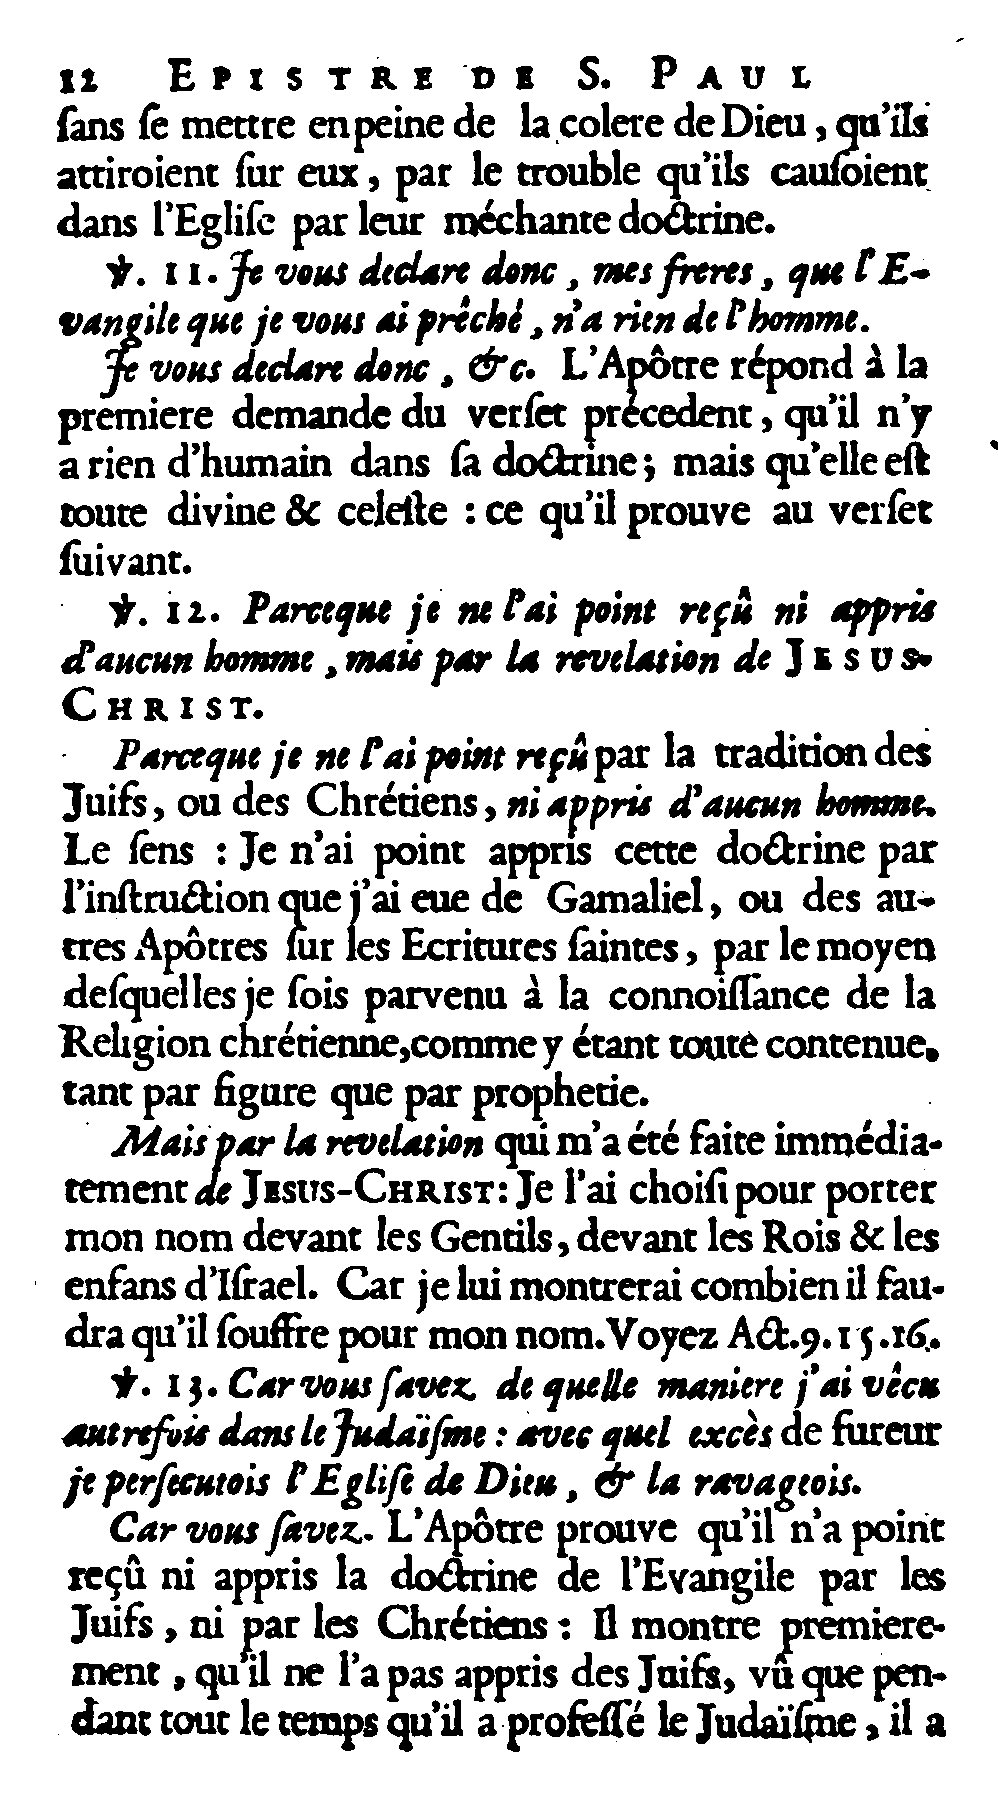 12 EPISTRE DE S. PAUL
ſans ſe mettre en peine de la colere de Dieu, qu'ils
attiroient ſur eux, par le trouble qu'ils cauſoient
dans l'Egliſe par leur méchante doctrine.
℣. 11. Je vous declare donc, mes freres, que l'E-
vangile que je vous ai prêché, n'a rien de l'homme.
Je vous declare donc, &c. L'Apôtre répond à la
premiere demande du verſet précedent, qu'il n'y
a rien d'humain dans ſa doctrine; mais qu'elle eſt
toute divine & celeſte : ce qu'il prouve au verſet
ſuivant.
℣. 12. Parceque je ne l'ai point reçû ni appris
d'aucun homme, mais par la revelation de JESUS-
CHRIST.
Parceque je ne l'ai point reçû par la tradition des
Juifs, ou des Chrétiens, ni appris d'aucun homme.
Le ſens : Je n'ai point appris cette doctrine par
l'inſtruction que j'ai eue de Gamaliel, ou des au-
tres Apôtres ſur les Ecritures ſaintes, par le moyen
deſquelles je ſois parvenu à la connoiſſance de la
Religion chrétienne, comme y étant toute contenue,
tant par figure que par prophetie.
Mais par la revelation qui m'a été faite immédia-
tement de JESUS-CHRIST: Je l'ai choiſi pour porter
mon nom devant les Gentils, devant les Rois & les
enfans d'Iſrael. Car je lui montrerai combien il fau-
dra qu'il ſouffre pour mon nom. Voyez Act. 9. 15. 16.
℣. 13. Car vous ſavez de quelle maniere j'ai vêcu
autrefois dans le Judaïſme : avec quel excès de fureur
je perſecutois l'Egliſe de Dieu, & la ravageois.
Car vous ſavez. L'Apôtre prouve qu'il n'a point
reçû ni appris la doctrine de l'Evangile par les
Juifs, ni par les Chrétiens : Il montre premiere-
ment, qu'il ne l'a pas appris des Juifs, vû que pen-
dant tout le temps qu'il a profeſſé le Judaïſme, il a